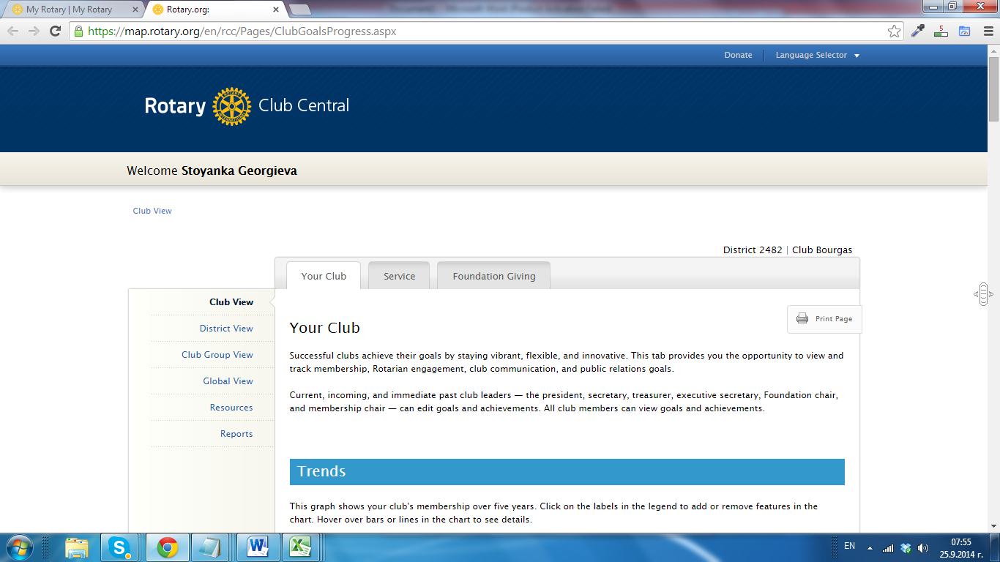 My Rotary | My Rotary
Rotary.org:
https://map.rotary.org/en/rcc/Pages/ClubGoalsProgress.aspx
5
Donate
Language Selector
Rotary Club Central
Welcome Stoyanka Georgieva
Club View
District 2482 | Club Bourgas
Your Club
Service
Foundation Giving
Club View
District View
Club Group View
Global View
Resources
Reports
Print Page
Your Club
Successful clubs achieve their goals by staying vibrant, flexible, and innovative. This tab provides you the opportunity to view and
track membership, Rotarian engagement, club communication, and public relations goals.
Current, incoming, and immediate past club leaders — the president, secretary, treasurer, executive secretary, Foundation chair,
and membership chair — can edit goals and achievements. All club members can view goals and achievements.
Trends
This graph shows your club's membership over five years. Click on the labels in the legend to add or remove features in the
chart. Hover over bars or lines in the chart to see details.
EN
07:55
25.9.2014 г.